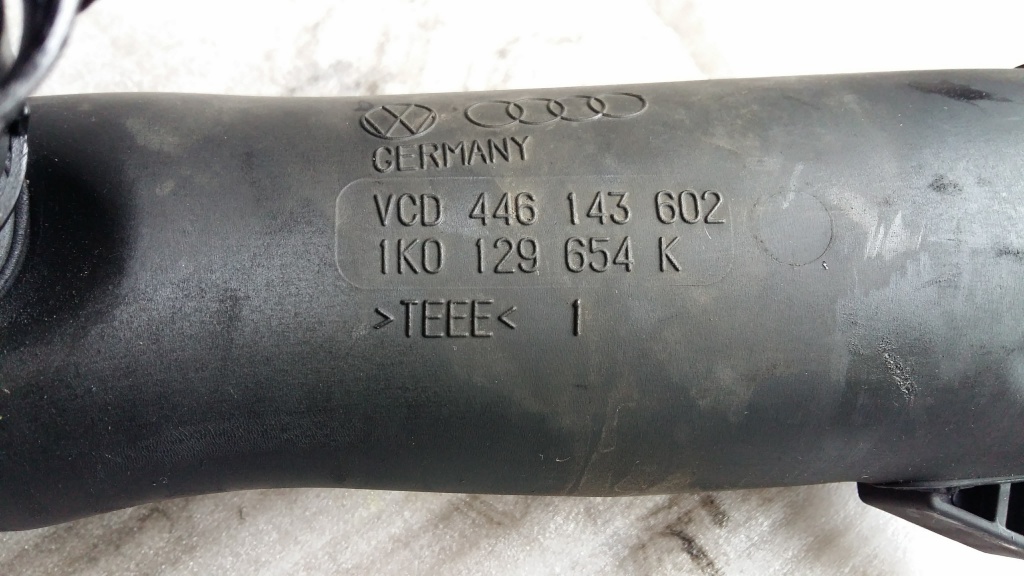 GERMANY
VCD 446 143 602
1K0 129 654 K
>TEEE< 1